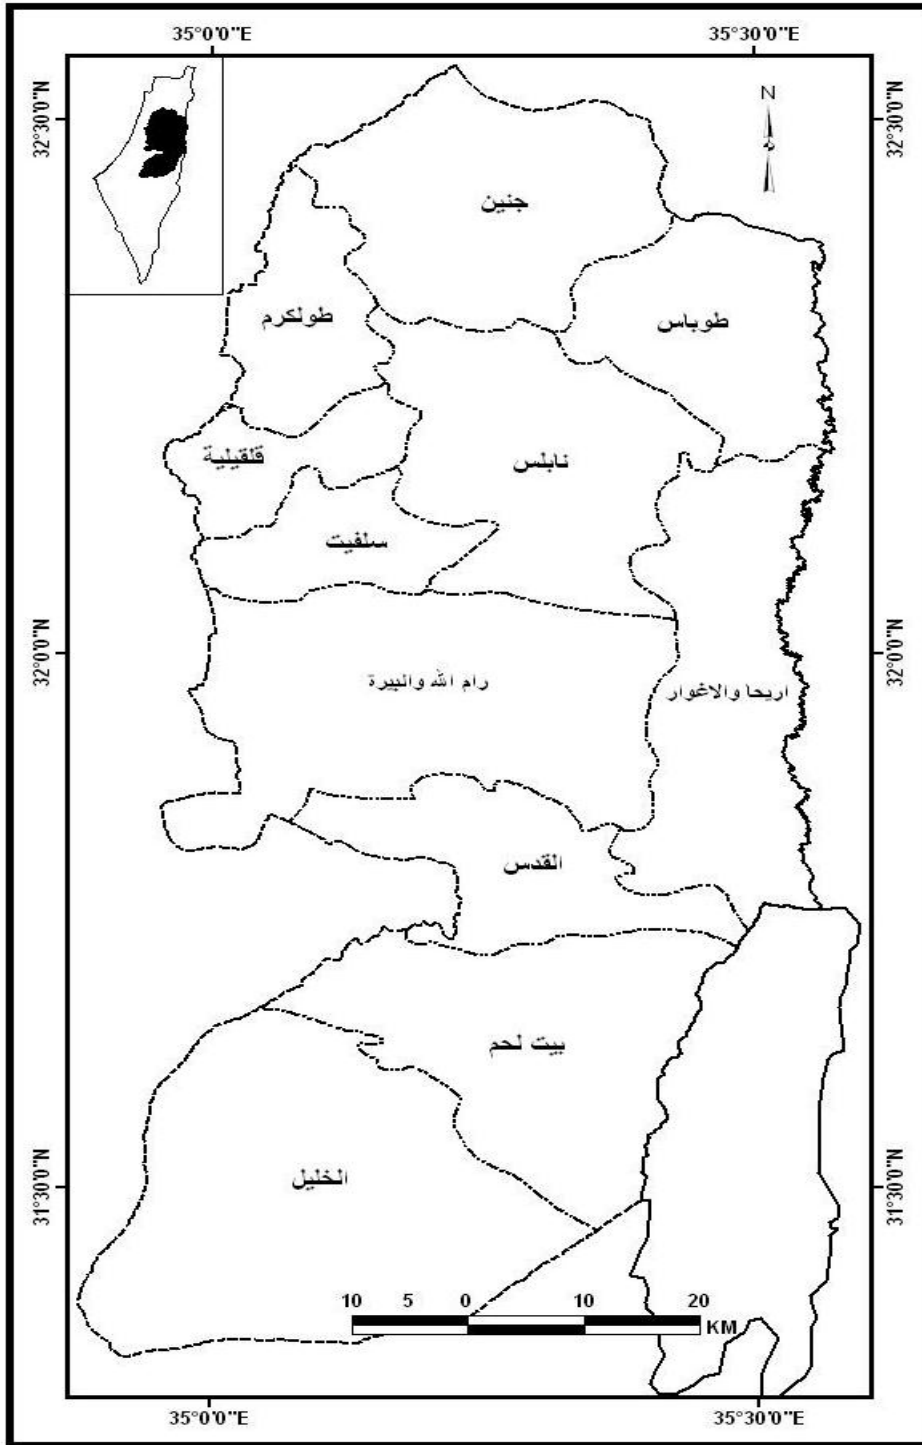 35°0'0"E
35°30'0"E
32°30'0"N
32°30'0"N
N
جنين
طولكرم
طوباس
قلقيلية
نابلس
سلفيت
32°0'0"N
32°0'0"N
رام الله والبيرة
اريحا والاغوار
القدس
بيت لحم
الخليل
31°30'0"N
31°30'0"N
10 5 0 10 20
KM
35°0'0"E
35°30'0"E